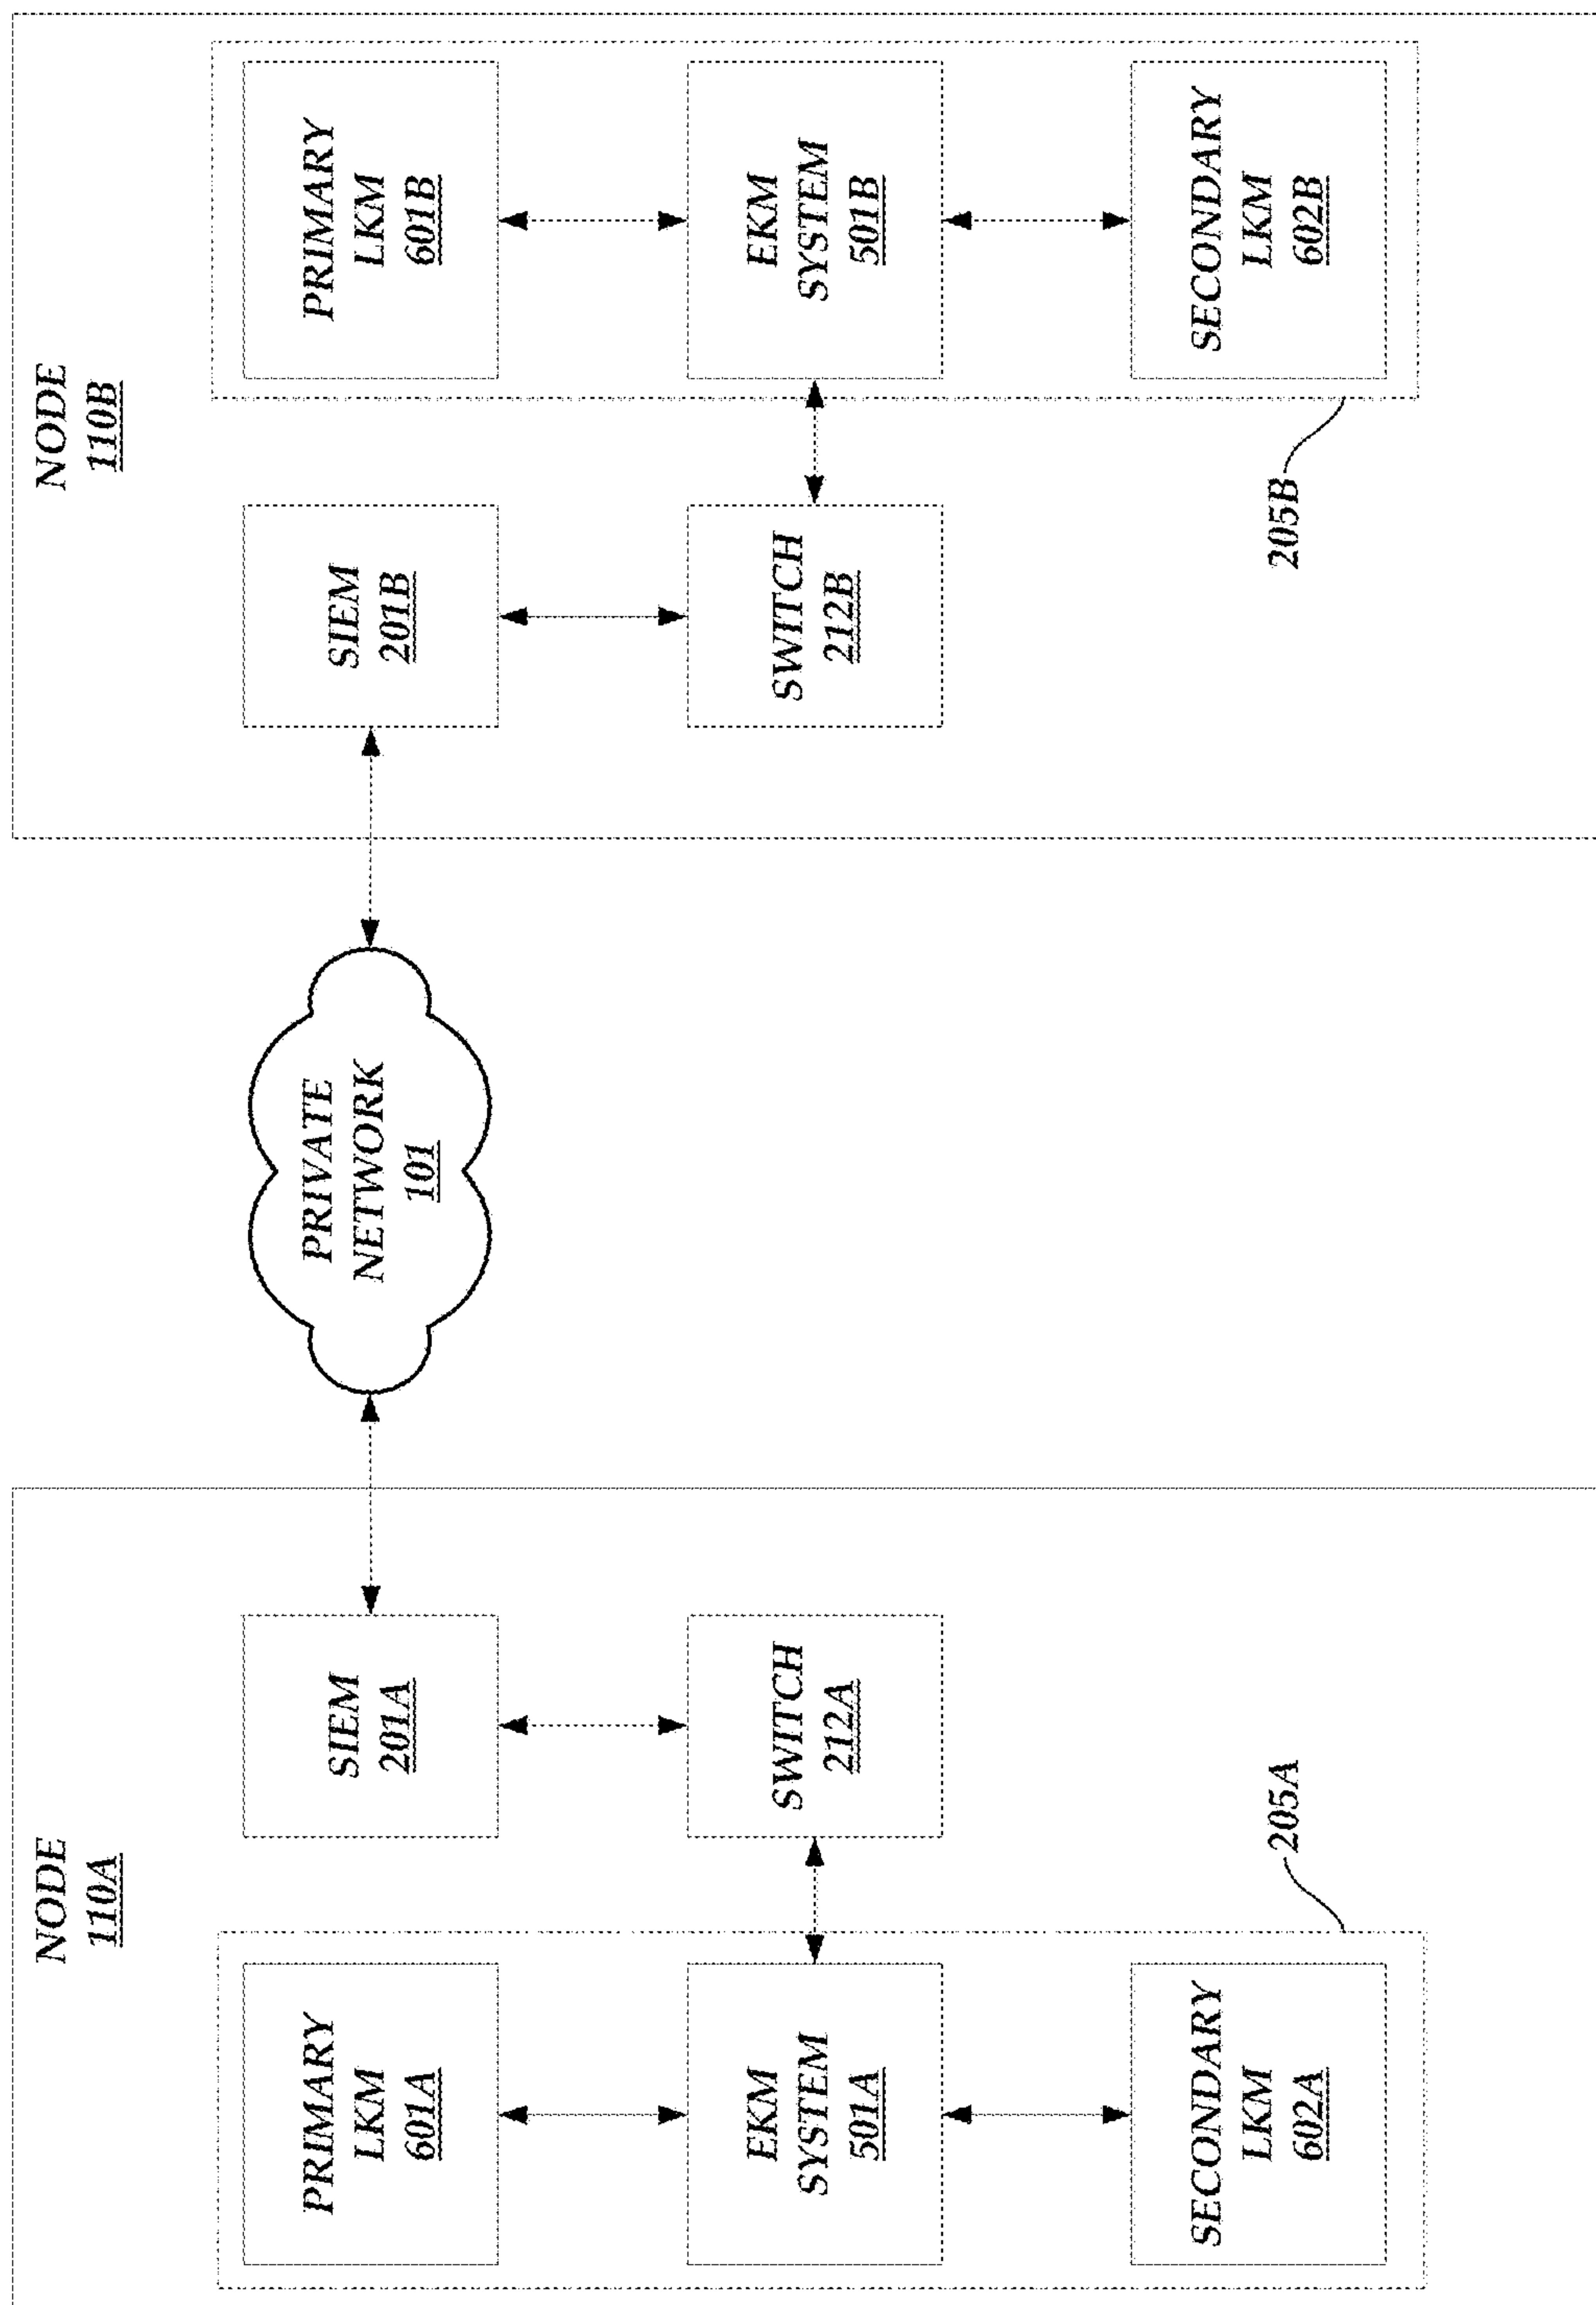 NODE
110A
PRIMARY
LKM
601A
EKM
SYSTEM
501A
SECONDARY
LKM
602A
205A
SIEM
201A
SWITCH
212A
PRIVATE
NETWORK
101
NODE
110B
SIEM
201B
SWITCH
212B
PRIMARY
LKM
601B
EKM
SYSTEM
501B
SECONDARY
LKM
602B
205B